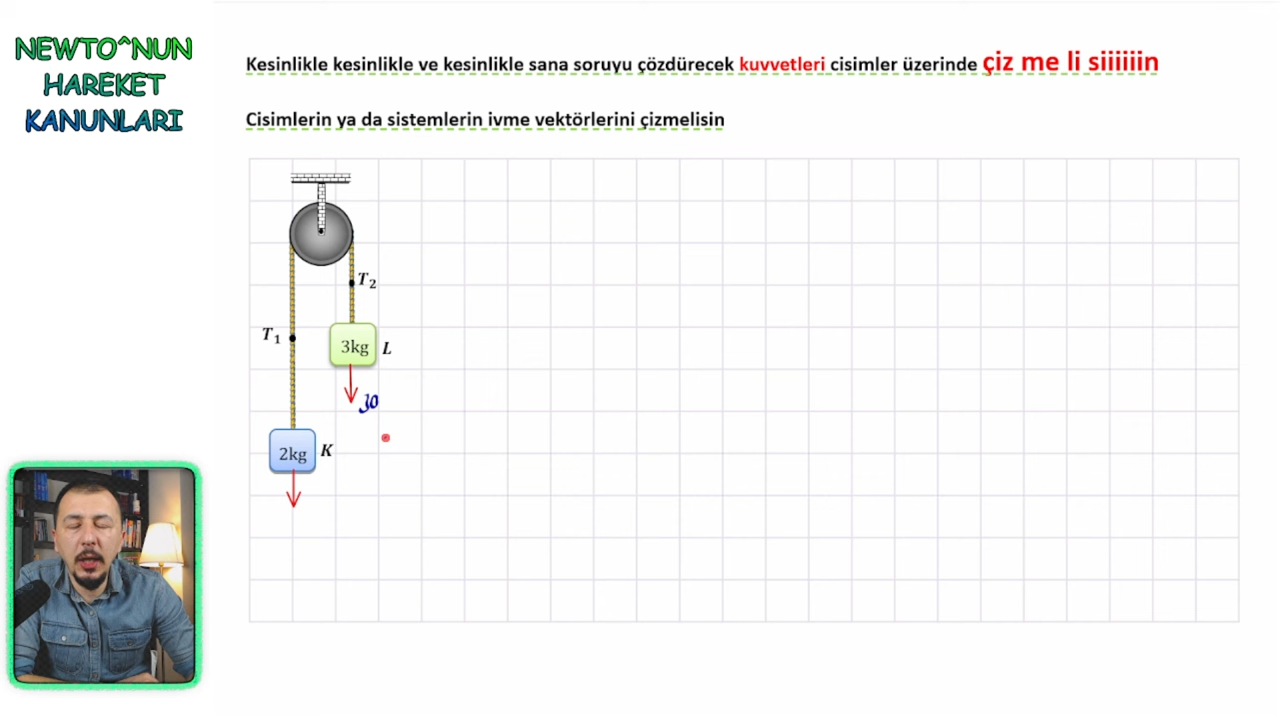 NEWTO^NUN
HAREKET
KANUNLARI
Kesinlikle kesinlikle ve kesinlikle sana soruyu çözdürecek kuvvetleri cisimler üzerinde çiz me li siiiiiin
Cisimlerin ya da sistemlerin ivme vektörlerini çizmelisin
T2
T1
3kg L
30
2kg K